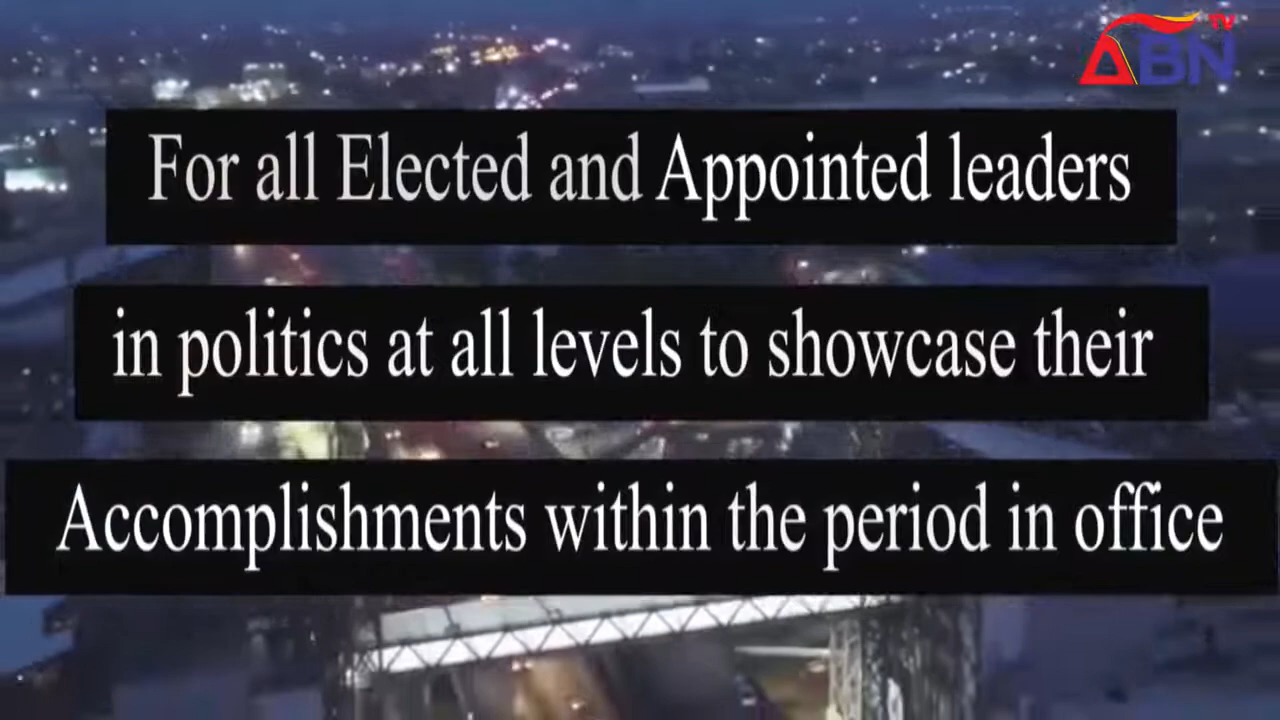 ABN TV
For all Elected and Appointed leaders
in politics at all levels to showcase their
Accomplishments within the period in office